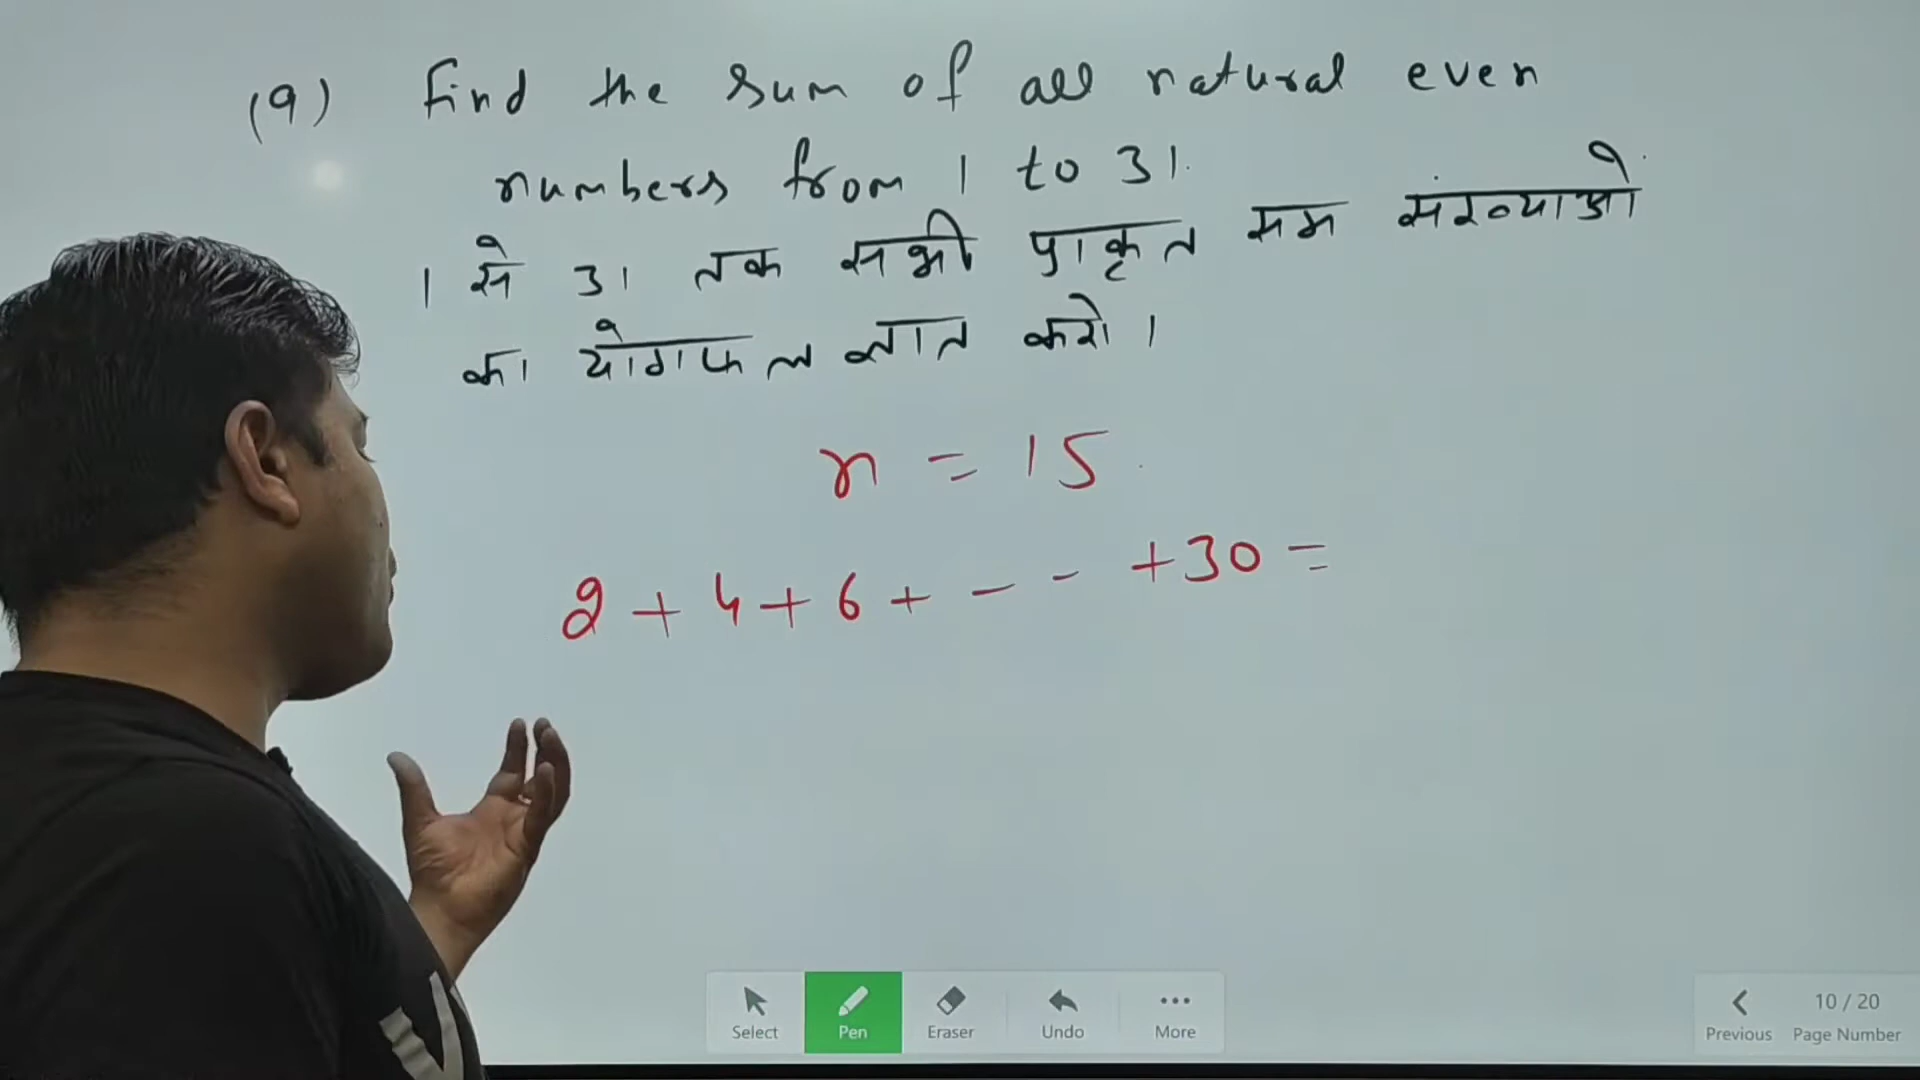 (9) Find the sum of all natural even
numbers from 1 to 31.
1 से 31 तक सभी प्राकृत सम संख्याओं
का योगफल ज्ञात करो।
n = 15
2 + 4 + 6 + - - + 30 =
Select Pen Eraser Undo More
Previous 10 / 20 Page Number